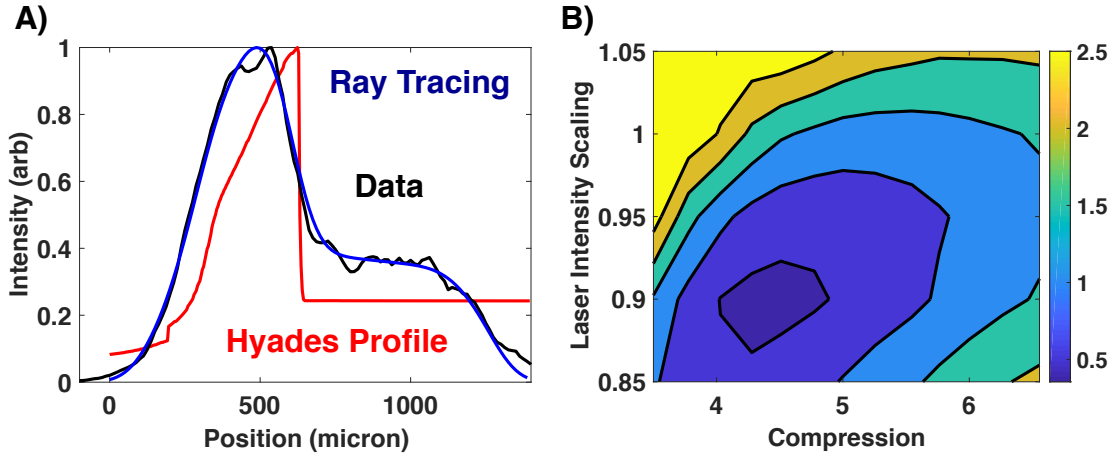 A)
Intensity (arb)
1
0.8
0.6
0.4
0.2
0
0
500
1000
Position (micron)
Ray Tracing
Data
Hyades Profile
B)
Laser Intensity Scaling
1.05
1
0.95
0.9
0.85
4
5
6
Compression
2.5
2
1.5
1
0.5